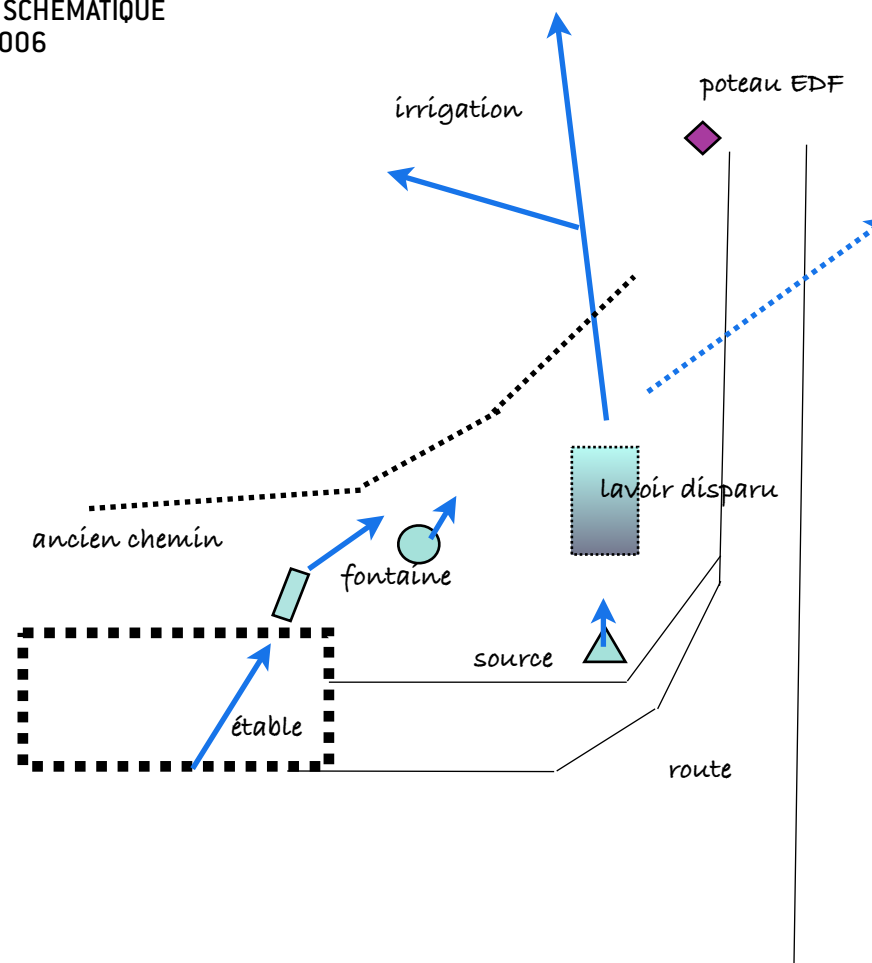 SCHEMATIQUE
006
poteau EDF
irrigation
lavoir disparu
ancien chemin
fontaine
source
étable
route